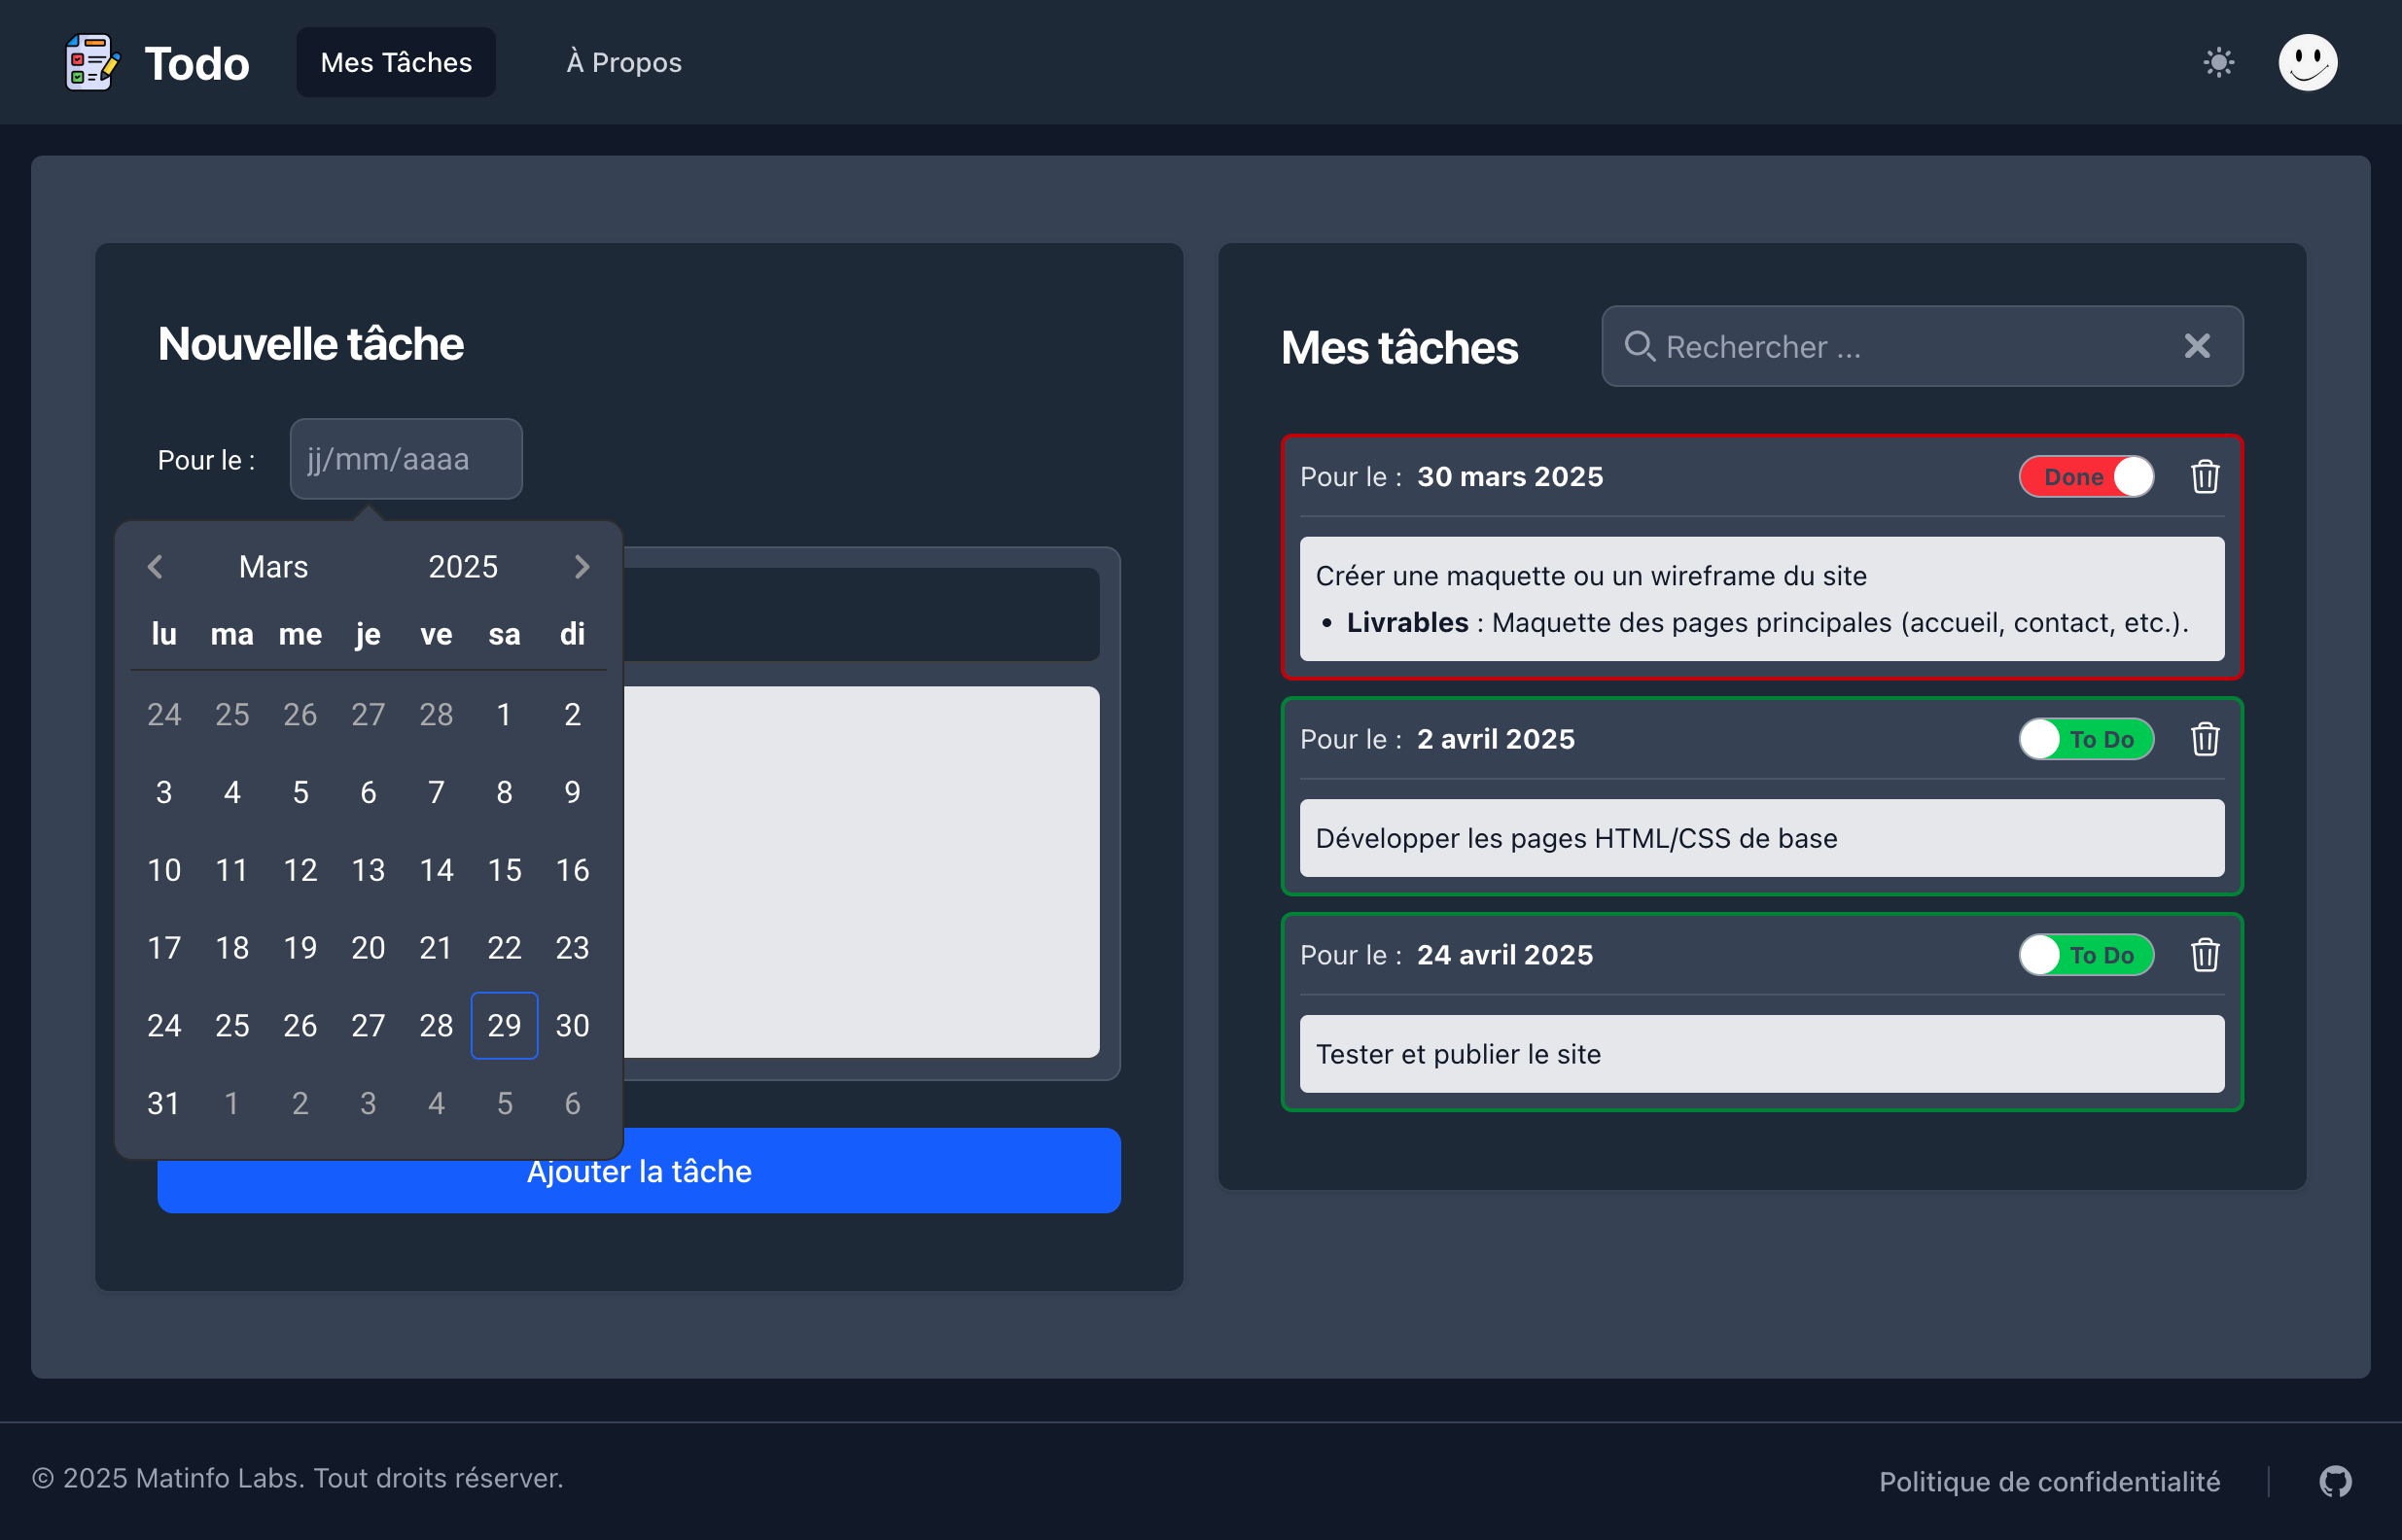 Todo
Mes Tâches
À Propos
Nouvelle tâche
Pour le :
jj/mm/aaaa
Mars 2025
lu ma me je ve sa di
24 25 26 27 28 1 2
3 4 5 6 7 8 9
10 11 12 13 14 15 16
17 18 19 20 21 22 23
24 25 26 27 28 29 30
31 1 2 3 4 5 6
Ajouter la tâche
Mes tâches
Rechercher ...
Pour le : 30 mars 2025
Done
Créer une maquette ou un wireframe du site
• Livrables : Maquette des pages principales (accueil, contact, etc.).
Pour le : 2 avril 2025
To Do
Développer les pages HTML/CSS de base
Pour le : 24 avril 2025
To Do
Tester et publier le site
© 2025 Matinfo Labs. Tout droits réserver.
Politique de confidentialité